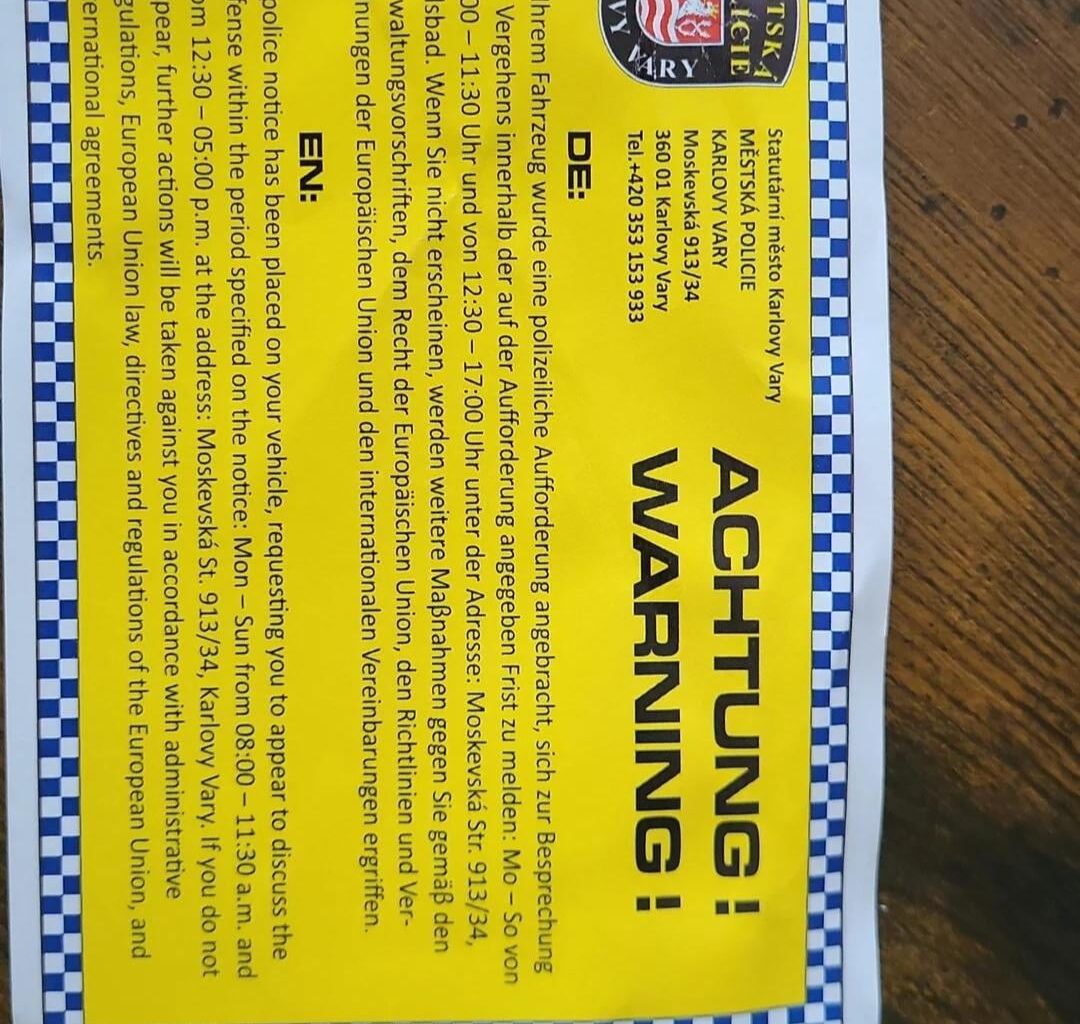 TSKÁ
ICIE
VY VARY
Statutární město Karlovy Vary
MĚSTSKÁ POLICIE
KARLOVY VARY
Moskevská 913/34
360 01 Karlovy Vary
Tel.+420 353 153 933
ACHTUNG !
WARNING !
DE:
Ihrem Fahrzeug wurde eine polizeiliche Aufforderung angebracht, sich zur Besprechung
Vergehens innerhalb der auf der Aufforderung angegeben Frist zu melden: Mo – So von
00 – 11:30 Uhr und von 12:30 – 17:00 Uhr unter der Adresse: Moskevská Str. 913/34,
lsbad. Wenn Sie nicht erscheinen, werden weitere Maßnahmen gegen Sie gemäß den
waltungsvorschriften, dem Recht der Europäischen Union, den Richtlinien und Ver-
nungen der Europäischen Union und den internationalen Vereinbarungen ergriffen.
EN:
police notice has been placed on your vehicle, requesting you to appear to discuss the
fense within the period specified on the notice: Mon – Sun from 08:00 – 11:30 a.m. and
om 12:30 – 05:00 p.m. at the address: Moskevská St. 913/34, Karlovy Vary. If you do not
pear, further actions will be taken against you in accordance with administrative
gulations, European Union law, directives and regulations of the European Union, and
ernational agreements.